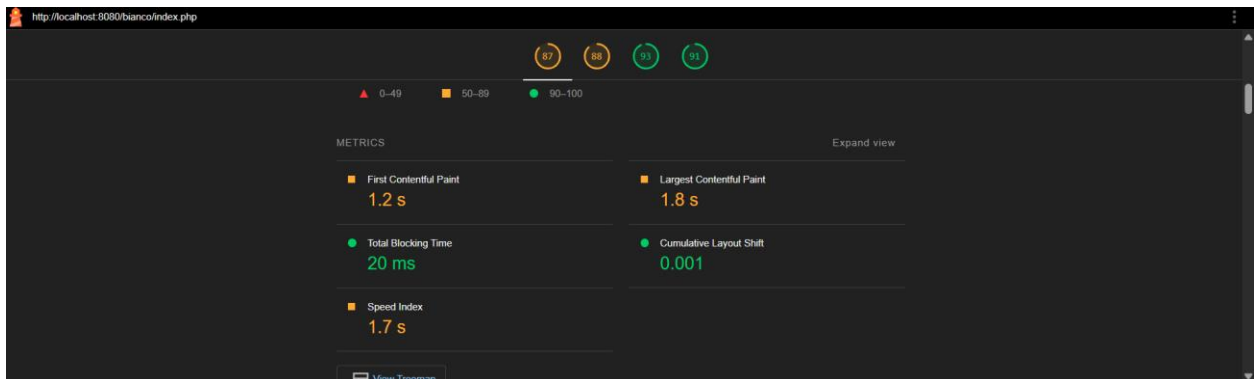 http://localhost:8080/bianco/index.php
87 88 93 91
0–49 50–89 90–100
METRICS
Expand view
First Contentful Paint
1.2 s
Largest Contentful Paint
1.8 s
Total Blocking Time
20 ms
Cumulative Layout Shift
0.001
Speed Index
1.7 s
View Treemap